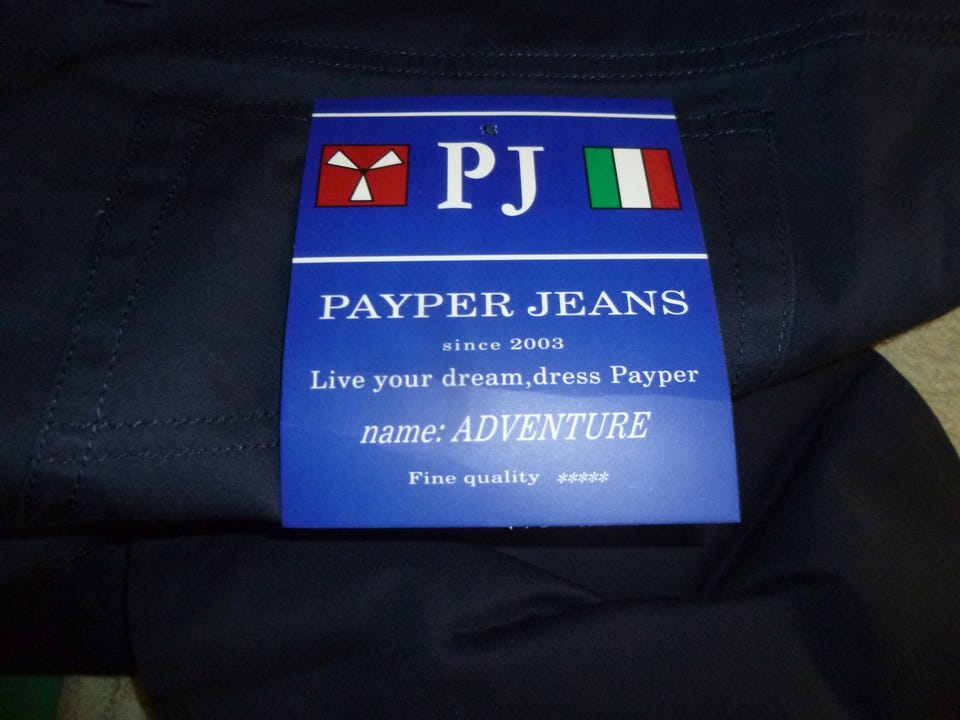 PJ
PAYPER JEANS
since 2003
Live your dream,dress Payper
name: ADVENTURE
Fine quality *****